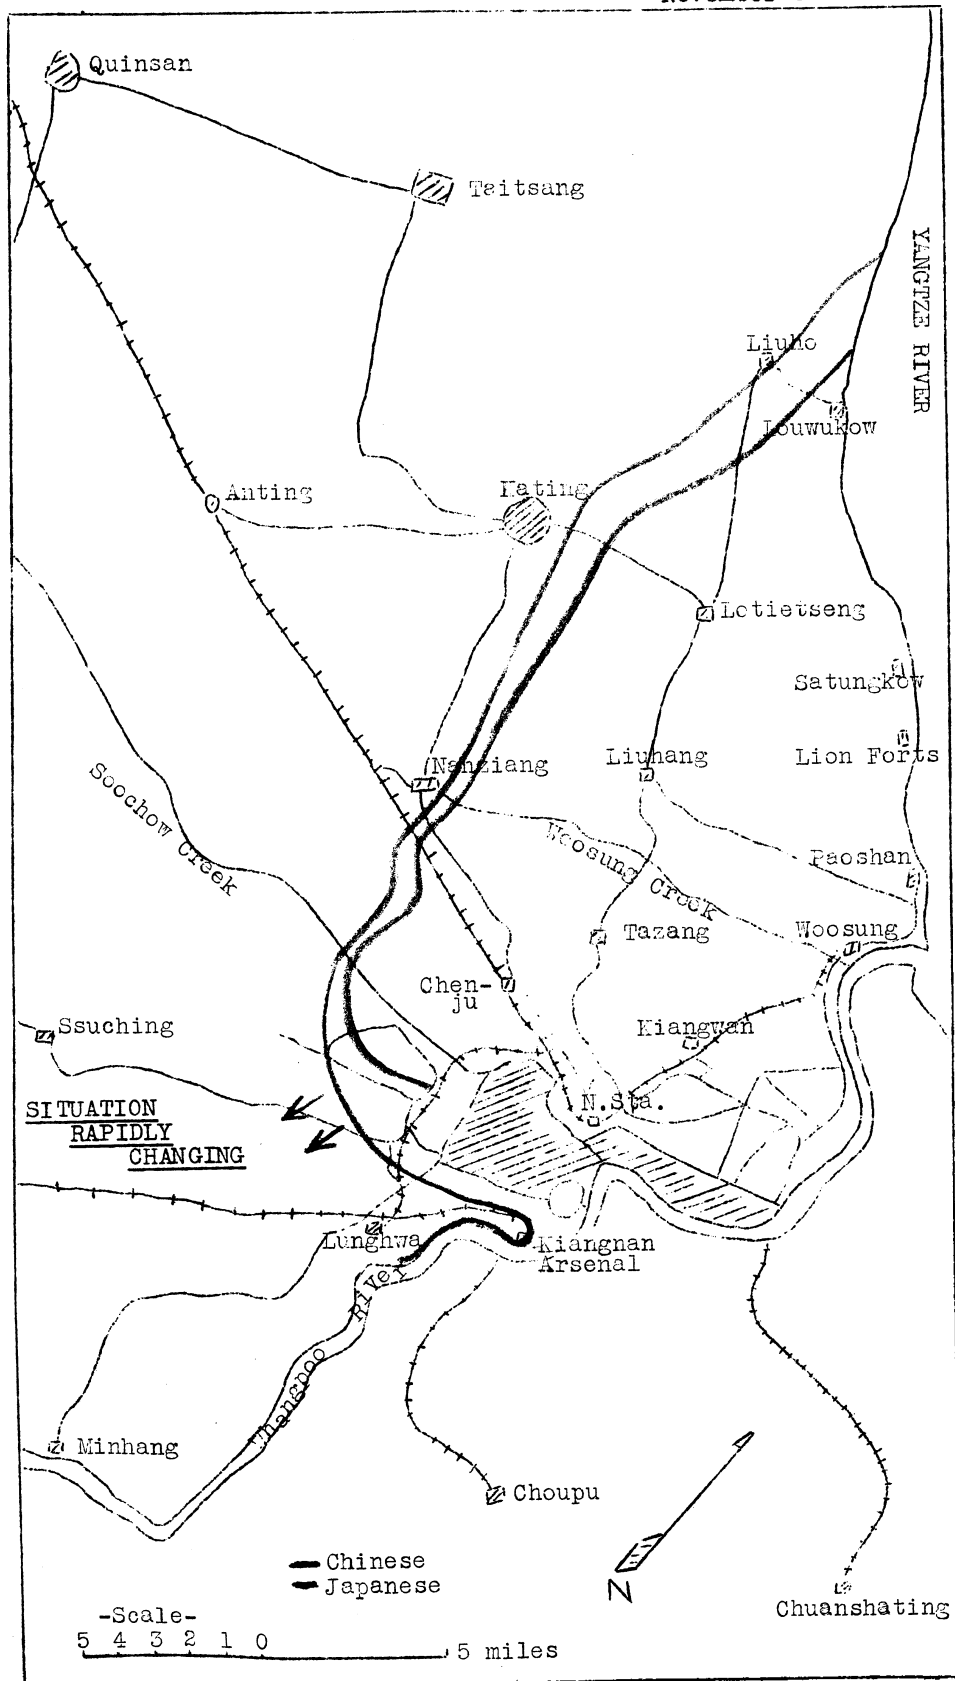 Quinsan
Taitsang
YANGTZE RIVER
Liuho
Louwukow
Anting
Kating
Lotietseng
Satungkow
Lion Forts
Liuhang
Nanziang
Soochow Creek
Woosung Creek
Paoshan
Woosung
Tazang
Chen-
ju
Kiangwan
Ssuching
N.Sta.
SITUATION
RAPIDLY
CHANGING
Lunghwa
Kiangnan
Arsenal
Whangpoo River
Minhang
Choupu
N
Chuanshating
Chinese
Japanese
-Scale-
5 4 3 2 1 0
5 miles